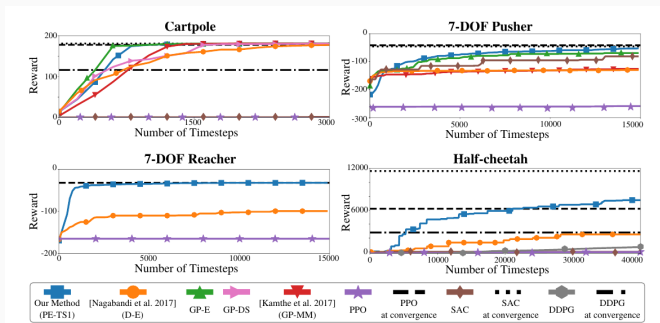 Cartpole
200
100
0
0
1500
3000
Reward
Number of Timesteps
7-DOF Pusher
0
-100
-200
-300
0
5000
10000
15000
Reward
Number of Timesteps
7-DOF Reacher
0
-100
-200
0
5000
10000
15000
Reward
Number of Timesteps
Half-cheetah
12000
6000
0
0
10000
20000
30000
40000
Reward
Number of Timesteps
Our Method [Nagabandi et al. 2017] GP-E GP-DS [Kamthe et al. 2017] PPO PPO SAC SAC DDPG DDPG
(PE-TS1) (D-E) (GP-MM) at convergence at convergence at convergence